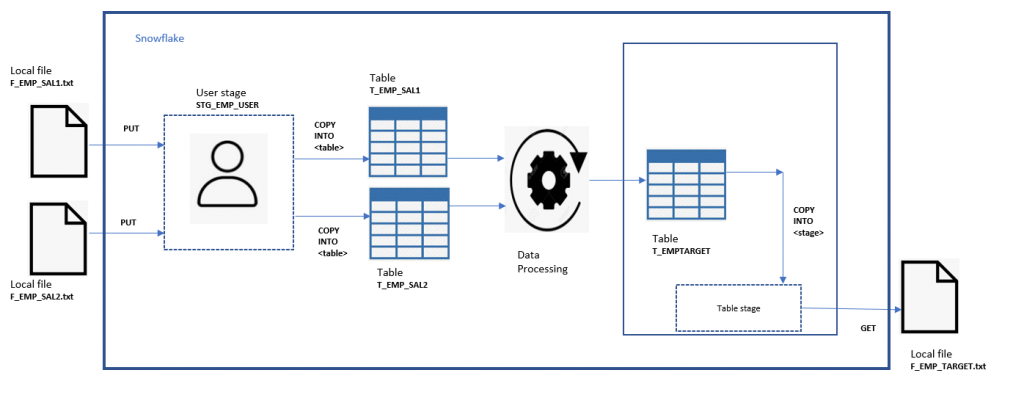 Snowflake
Local file
F_EMP_SAL1.txt
PUT
User stage
STG_EMP_USER
COPY
INTO
<table>
Table
T_EMP_SAL1
Local file
F_EMP_SAL2.txt
PUT
COPY
INTO
<table>
Table
T_EMP_SAL2
Data
Processing
Table
T_EMPTARGET
COPY
INTO
<stage>
Table stage
GET
Local file
F_EMP_TARGET.txt